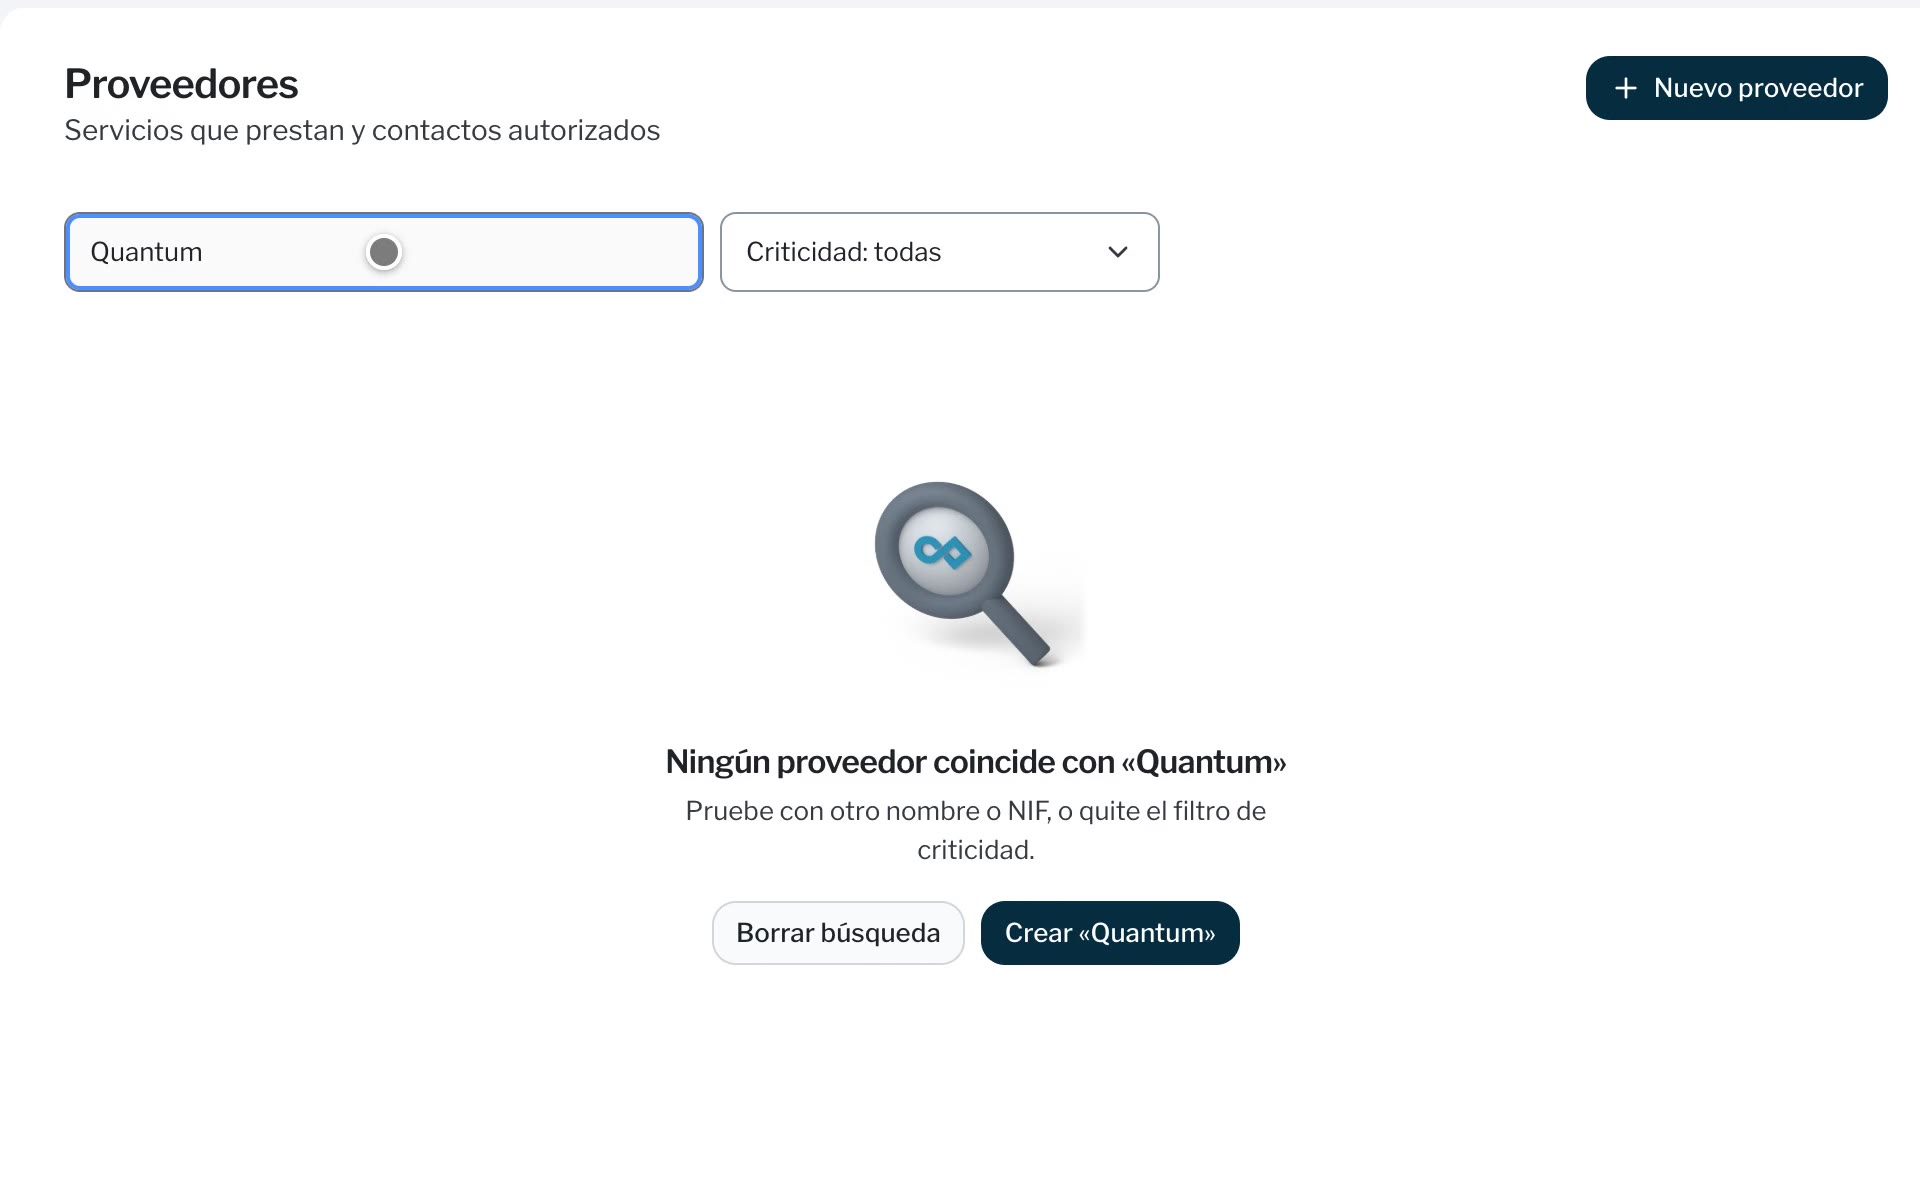 Proveedores
Servicios que prestan y contactos autorizados
Nuevo proveedor
Quantum
Criticidad: todas
Ningún proveedor coincide con «Quantum»
Pruebe con otro nombre o NIF, o quite el filtro de
criticidad.
Borrar búsqueda
Crear «Quantum»